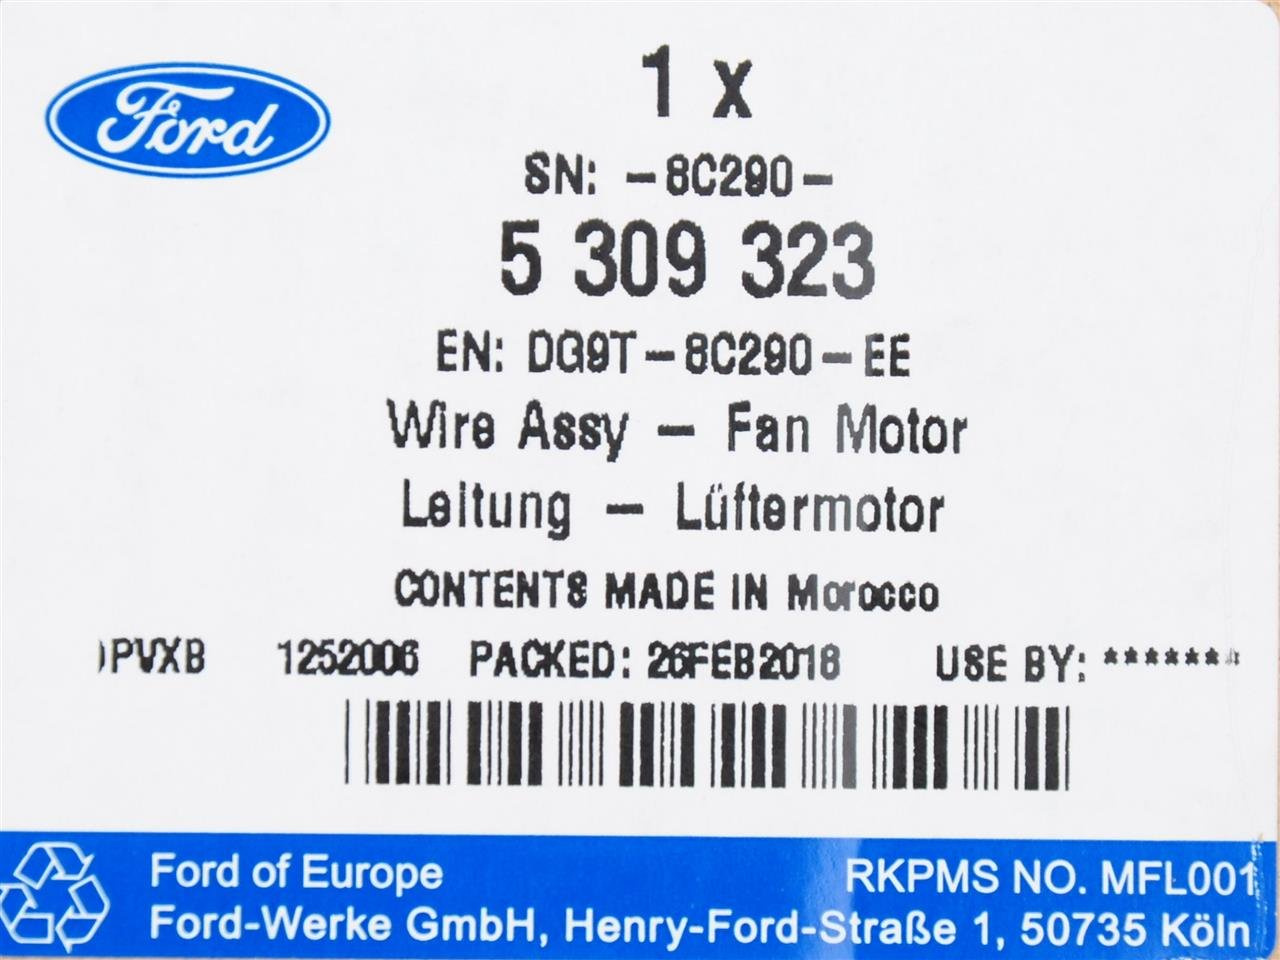 Ford
1 x
SN: -8C290-
5 309 323
EN: DG9T-8C290-EE
Wire Assy - Fan Motor
Leitung - Lüftermotor
CONTENTS MADE IN Morocco
PVXB 1252006 PACKED: 26FEB2018 USE BY: *******
Ford of Europe RKPMS NO. MFL001
Ford-Werke GmbH, Henry-Ford-Straße 1, 50735 Köln